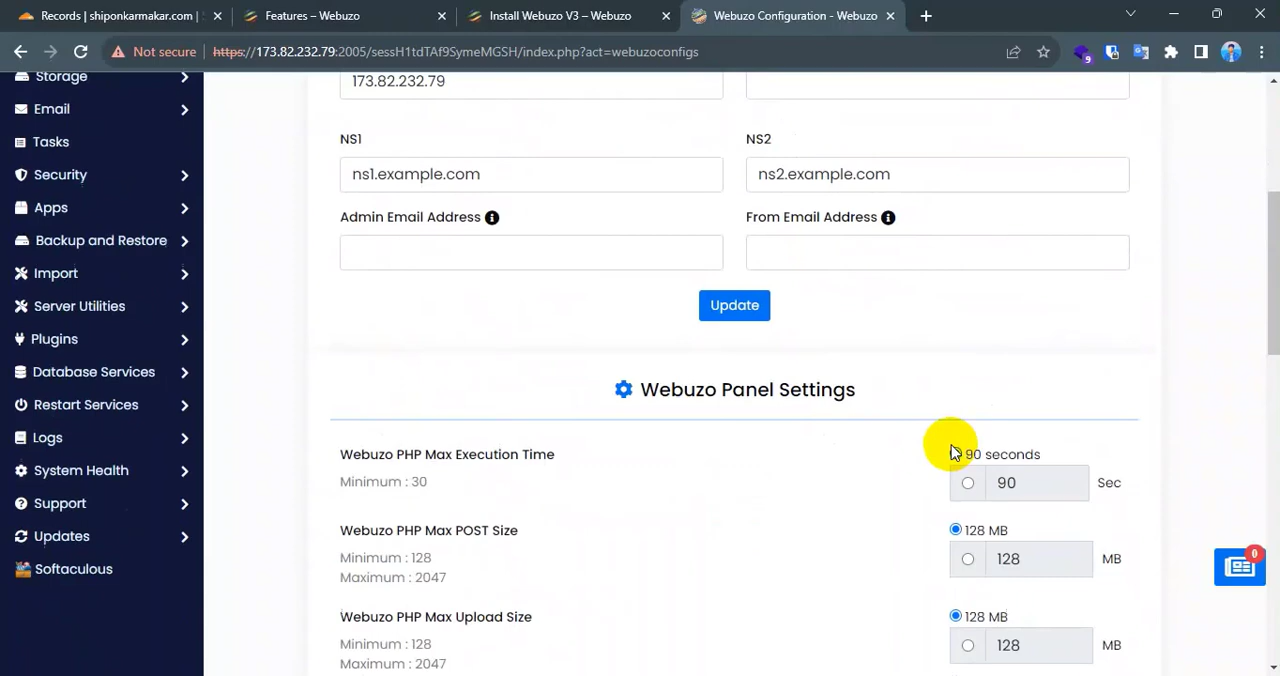 Records | shiponkarmakar.com |
Features – Webuzo
Install Webuzo V3 – Webuzo
Webuzo Configuration - Webuzo
Not secure
https://173.82.232.79:2005/sessH1tdTAf9SymeMGSH/index.php?act=webuzoconfigs
9
Storage
Email
Tasks
Security
Apps
Backup and Restore
Import
Server Utilities
Plugins
Database Services
Restart Services
Logs
System Health
Support
Updates
Softaculous
173.82.232.79
NS1
NS2
ns1.example.com
ns2.example.com
Admin Email Address
From Email Address
Update
Webuzo Panel Settings
Webuzo PHP Max Execution Time
90 seconds
Minimum : 30
90 Sec
Webuzo PHP Max POST Size
128 MB
Minimum : 128
128 MB
Maximum : 2047
0
Webuzo PHP Max Upload Size
128 MB
Minimum : 128
128 MB
Maximum : 2047